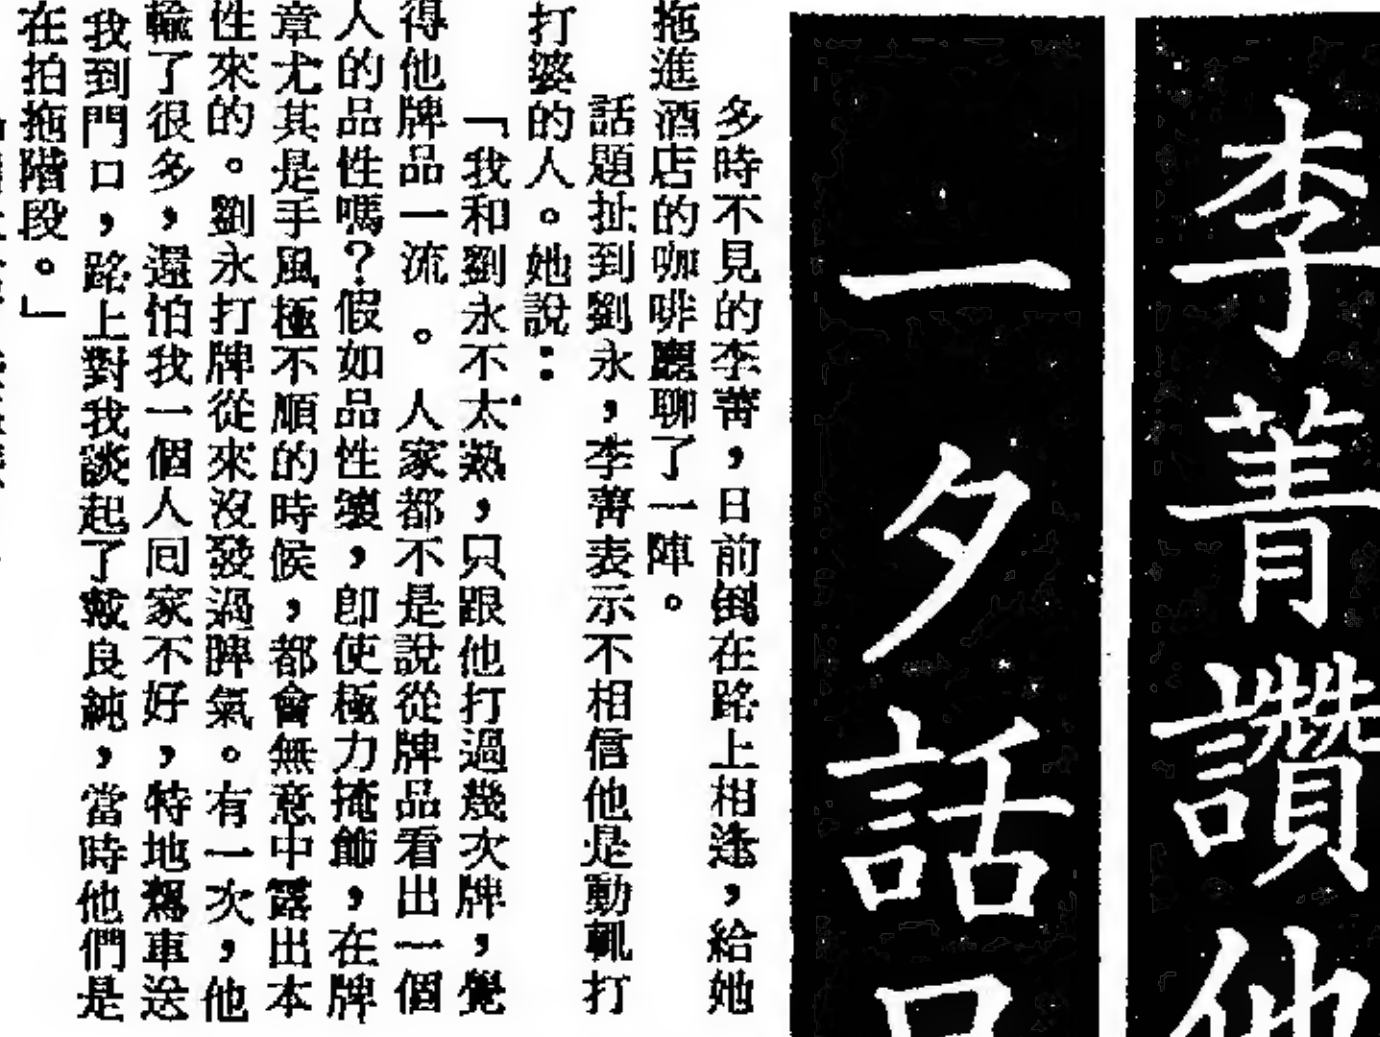 李菁讚他
一夕話
多時不見的李菁，日前倒在路上相逢，給她
拖進酒店的咖啡廳聊了一陣。
話題扯到劉永，李菁表示不相信他是動輒打
打婆的人。她說：
「我和劉永不太熟，只跟他打過幾次牌，覺
得他牌品一流。人家都不是說從牌品看出一個
人的品性嗎？假如品性壞，卽使極力掩飾，在牌
章尤其是手風極不順的時候，都會無意中露出本
性來的。劉永打牌從來沒發過脾氣。有一次，他
輸了很多，還怕我一個人囘家不好，特地駕車送
我到門口，路上對我談起了戴良純，當時他們是
在拍拖階段。」